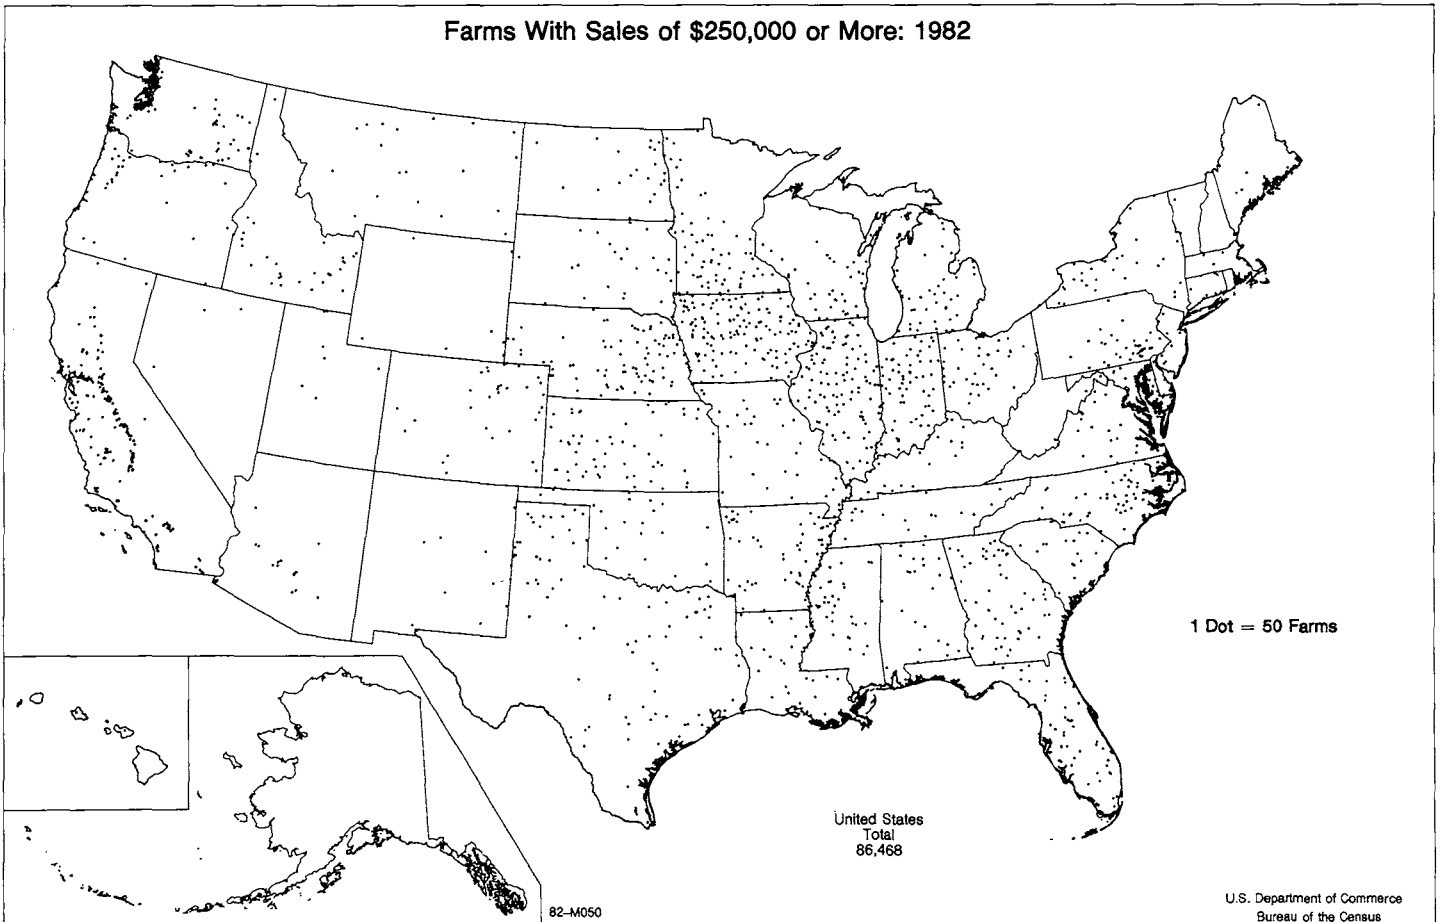 Farms With Sales of $250,000 or More: 1982
1 Dot = 50 Farms
United States
Total
86,468
82-M050
U.S. Department of Commerce
Bureau of the Census